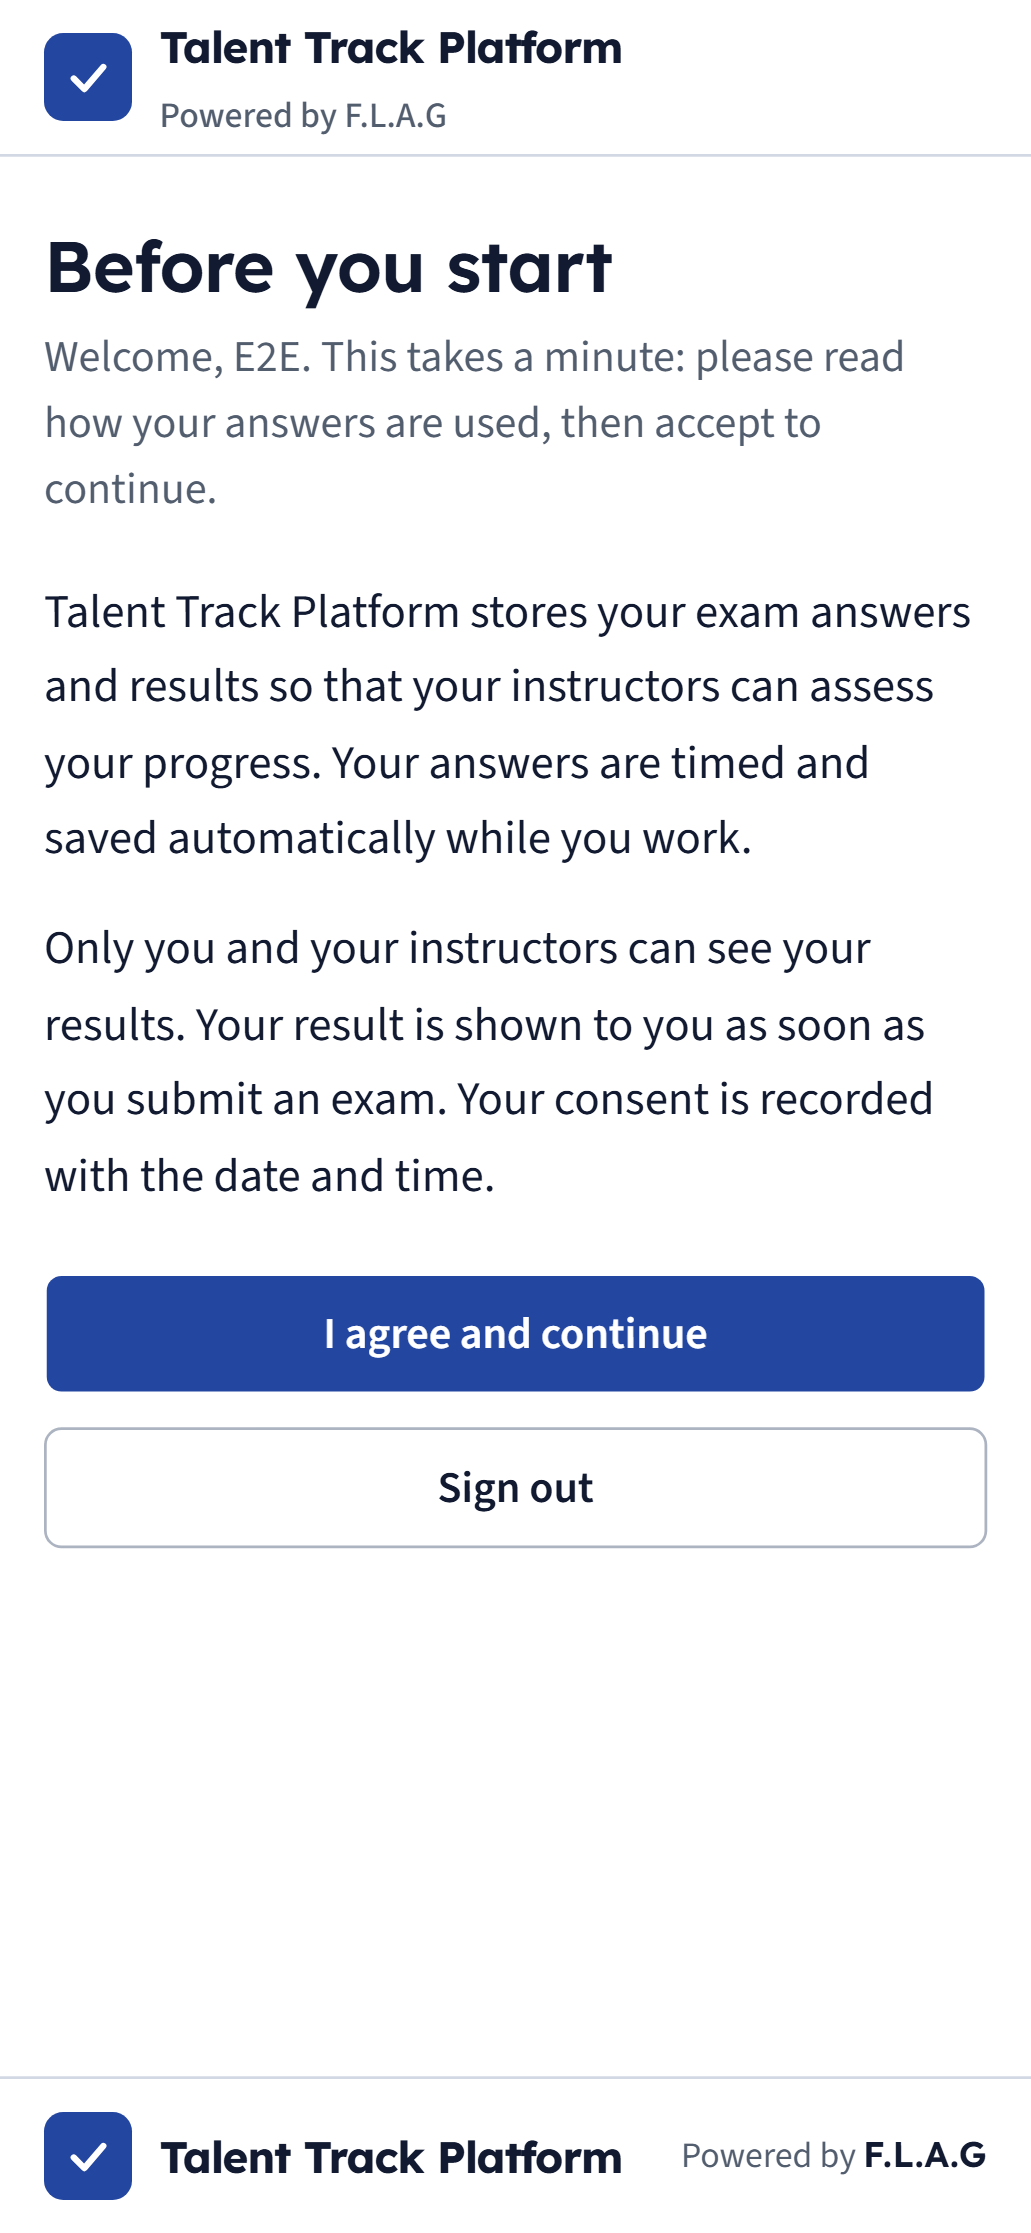 Talent Track Platform
Powered by F.L.A.G
Before you start
Welcome, E2E. This takes a minute: please read
how your answers are used, then accept to
continue.
Talent Track Platform stores your exam answers
and results so that your instructors can assess
your progress. Your answers are timed and
saved automatically while you work.
Only you and your instructors can see your
results. Your result is shown to you as soon as
you submit an exam. Your consent is recorded
with the date and time.
I agree and continue
Sign out
Talent Track Platform Powered by F.L.A.G